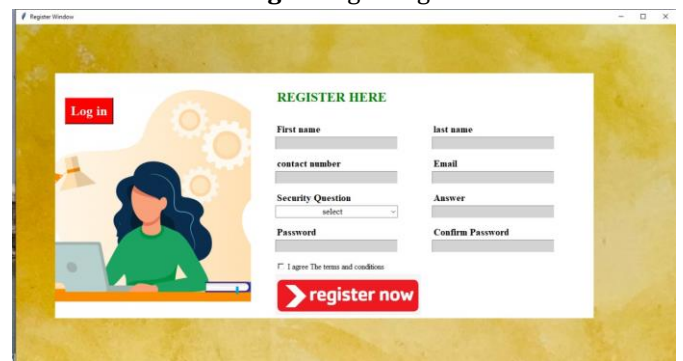 Register Window
Log in
REGISTER HERE
First name last name
contact number Email
Security Question Answer
select
Password Confirm Password
I agree The terms and conditions
register now